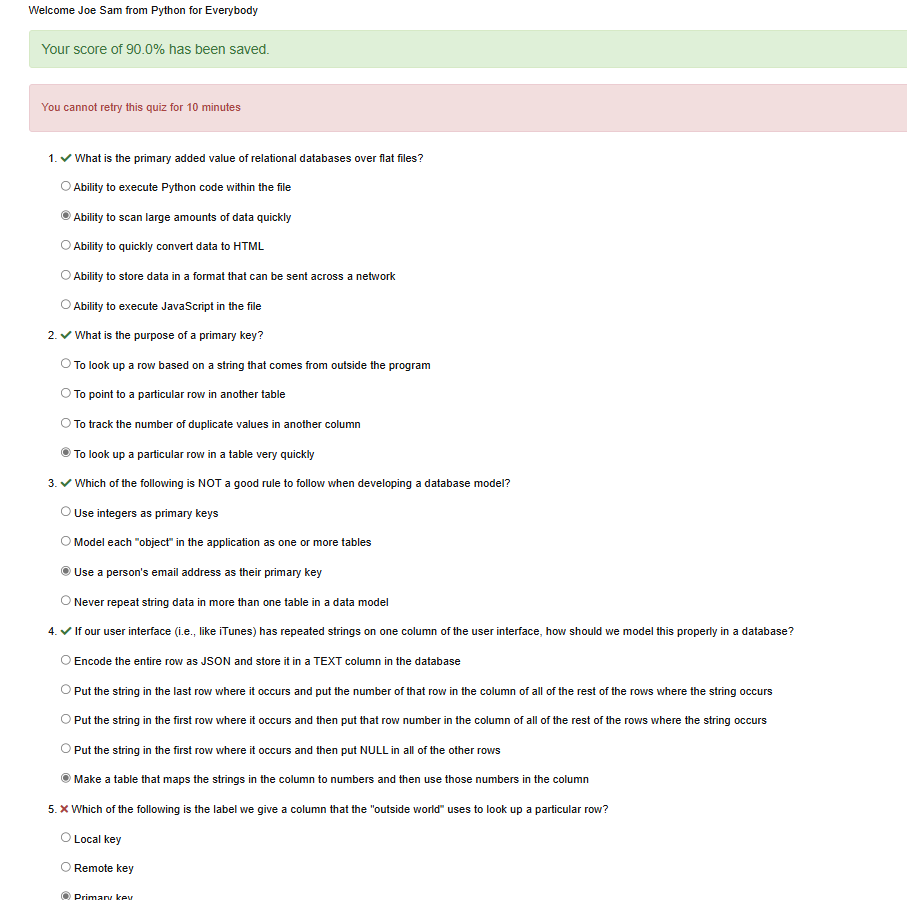 Welcome Joe Sam from Python for Everybody
Your score of 90.0% has been saved.
You cannot retry this quiz for 10 minutes
1. What is the primary added value of relational databases over flat files?
Ability to execute Python code within the file
Ability to scan large amounts of data quickly
Ability to quickly convert data to HTML
Ability to store data in a format that can be sent across a network
Ability to execute JavaScript in the file
2. What is the purpose of a primary key?
To look up a row based on a string that comes from outside the program
To point to a particular row in another table
To track the number of duplicate values in another column
To look up a particular row in a table very quickly
3. Which of the following is NOT a good rule to follow when developing a database model?
Use integers as primary keys
Model each "object" in the application as one or more tables
Use a person's email address as their primary key
Never repeat string data in more than one table in a data model
4. If our user interface (i.e., like iTunes) has repeated strings on one column of the user interface, how should we model this properly in a database?
Encode the entire row as JSON and store it in a TEXT column in the database
Put the string in the last row where it occurs and put the number of that row in the column of all of the rest of the rows where the string occurs
Put the string in the first row where it occurs and then put that row number in the column of all of the rest of the rows where the string occurs
Put the string in the first row where it occurs and then put NULL in all of the other rows
Make a table that maps the strings in the column to numbers and then use those numbers in the column
5. Which of the following is the label we give a column that the "outside world" uses to look up a particular row?
Local key
Remote key
Primary key